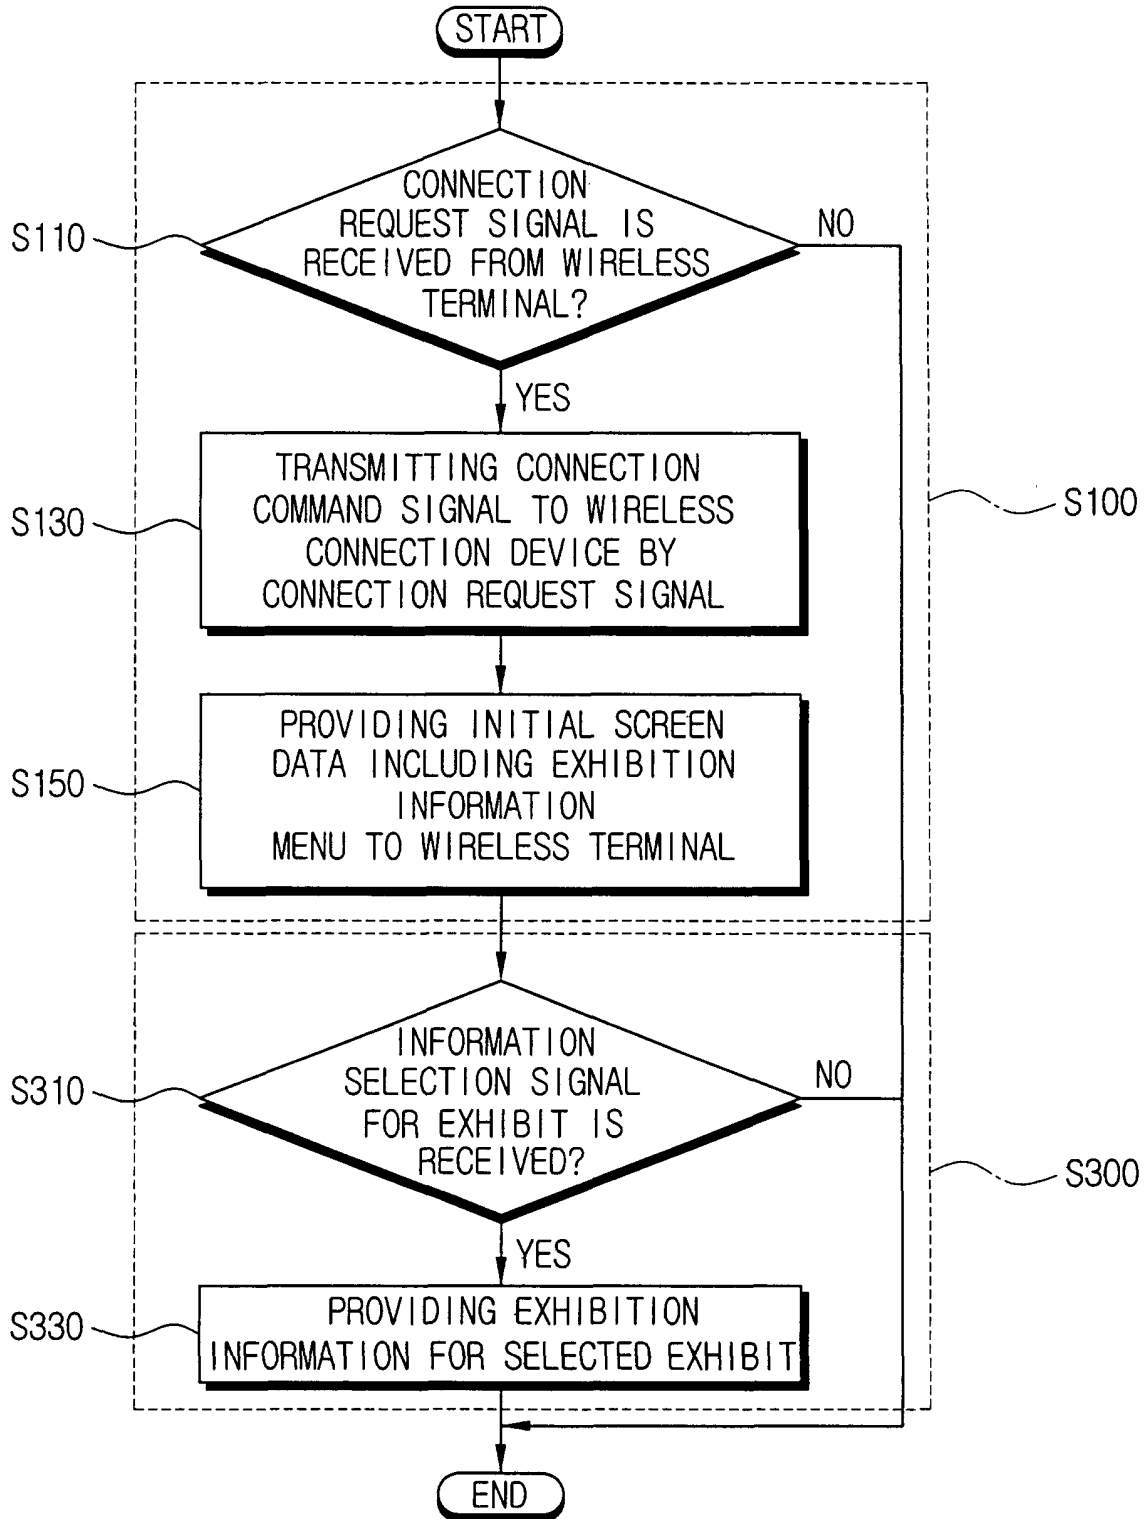 START
CONNECTION
REQUEST SIGNAL IS
RECEIVED FROM WIRELESS
TERMINAL?
NO
S110
YES
TRANSMITTING CONNECTION
COMMAND SIGNAL TO WIRELESS
CONNECTION DEVICE BY
CONNECTION REQUEST SIGNAL
S130
S100
PROVIDING INITIAL SCREEN
DATA INCLUDING EXHIBITION
INFORMATION
MENU TO WIRELESS TERMINAL
S150
INFORMATION
SELECTION SIGNAL
FOR EXHIBIT IS
RECEIVED?
NO
S310
S300
YES
PROVIDING EXHIBITION
INFORMATION FOR SELECTED EXHIBIT
S330
END